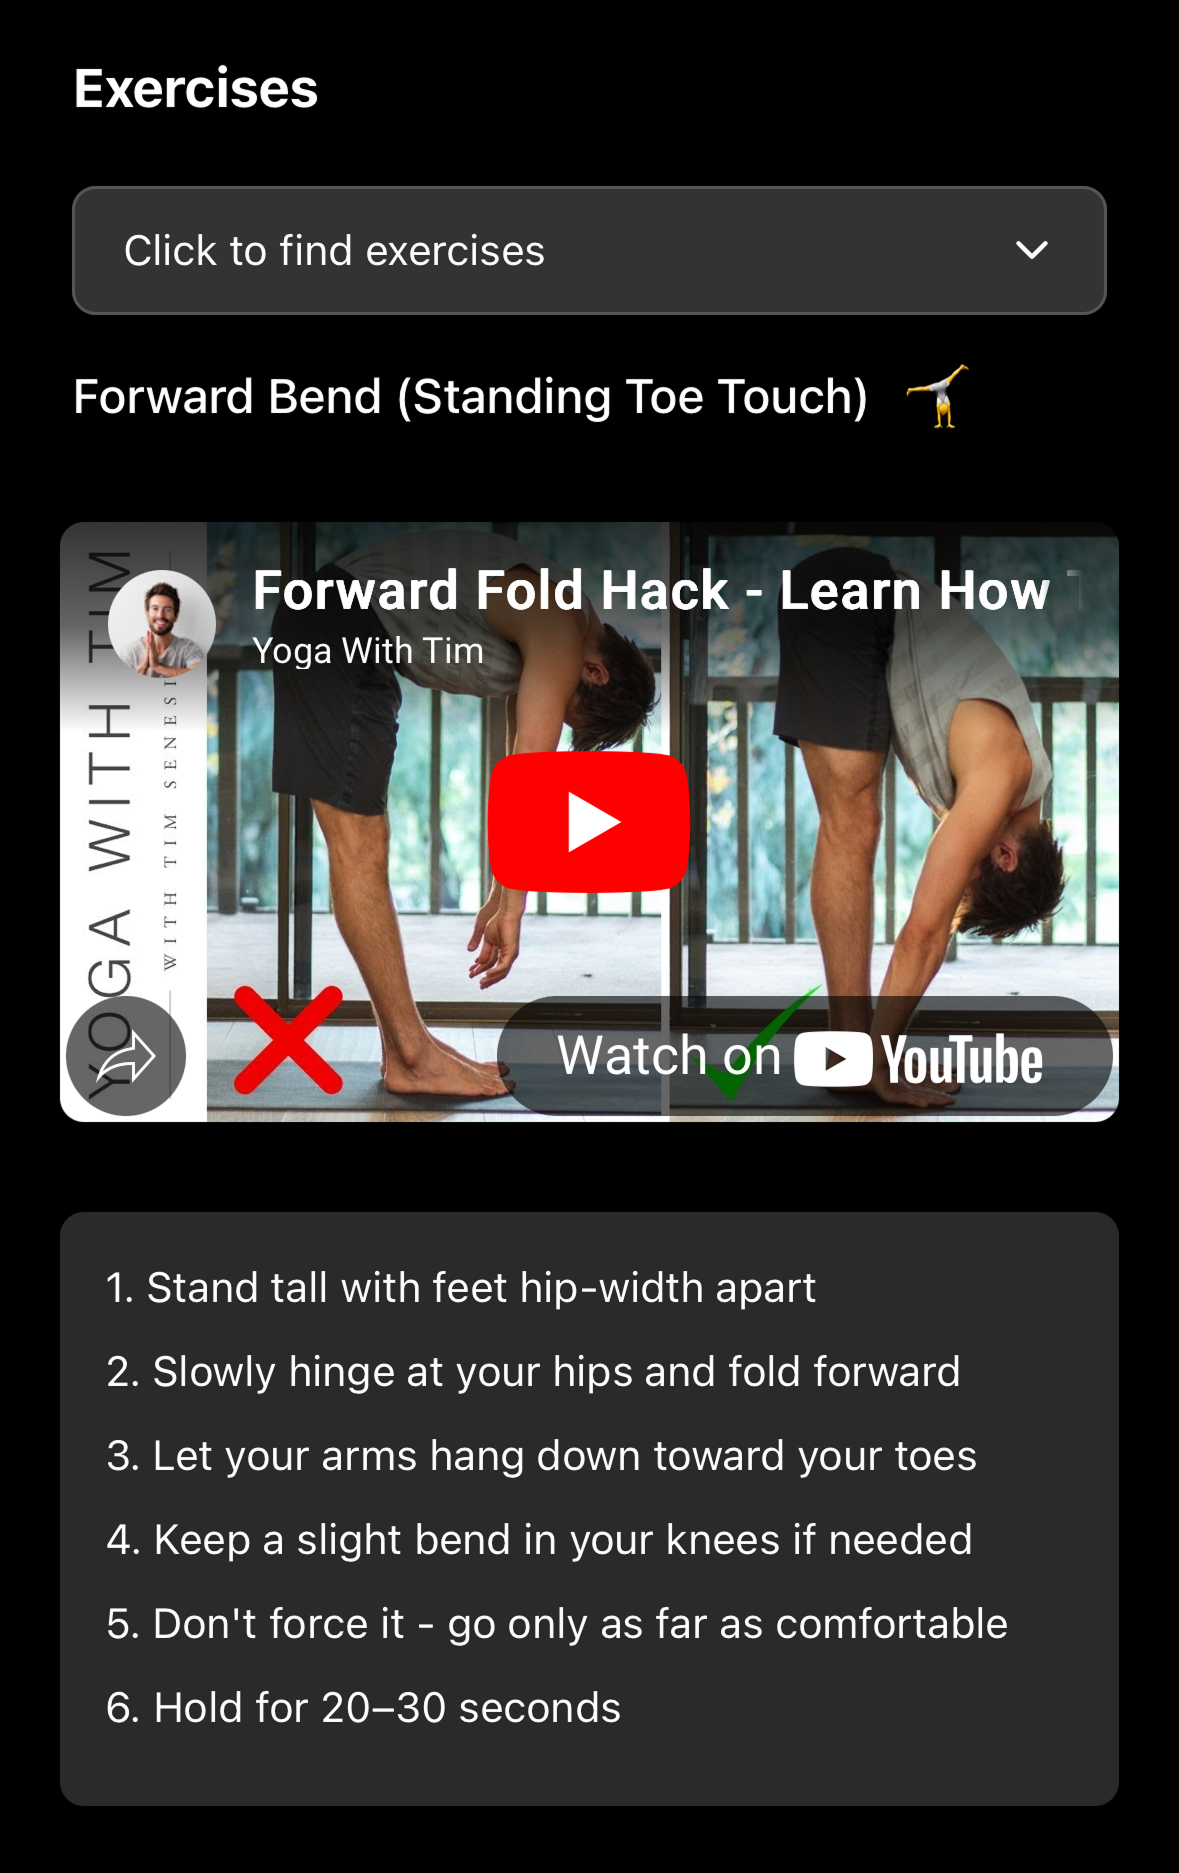 Exercises
Click to find exercises
Forward Bend (Standing Toe Touch)
Forward Fold Hack - Learn How
Yoga With Tim
YOGA WITH TIM
WITH TIM SENESI
Watch on YouTube
1. Stand tall with feet hip-width apart
2. Slowly hinge at your hips and fold forward
3. Let your arms hang down toward your toes
4. Keep a slight bend in your knees if needed
5. Don't force it - go only as far as comfortable
6. Hold for 20–30 seconds